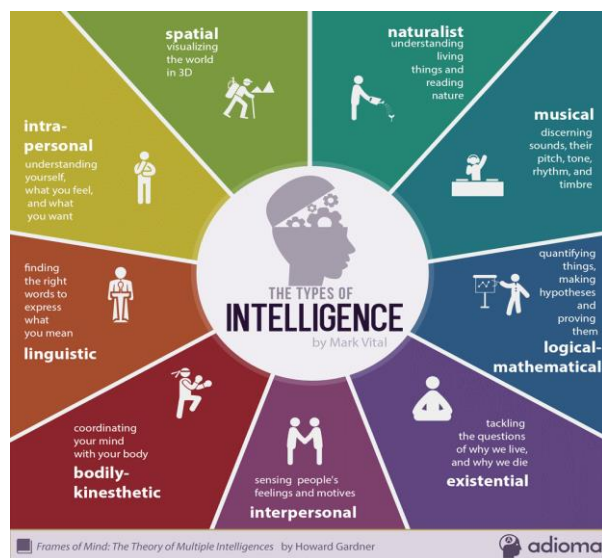 spatial
visualizing
the world
in 3D
naturalist
understanding
living
things and
reading
nature
musical
discerning
sounds, their
pitch, tone,
rhythm, and
timbre
quantifying
things,
making
hypotheses
and
proving
them
logical-
mathematical
tackling
the questions
of why we live,
and why we die
existential
sensing people's
feelings and motives
interpersonal
coordinating
your mind
with your body
bodily-
kinesthetic
finding
the right
words to
express
what
you mean
linguistic
intra-
personal
understanding
yourself,
what you feel,
and what
you want
THE TYPES OF
INTELLIGENCE
by Mark Vital
Frames of Mind: The Theory of Multiple Intelligences by Howard Gardner
adioma